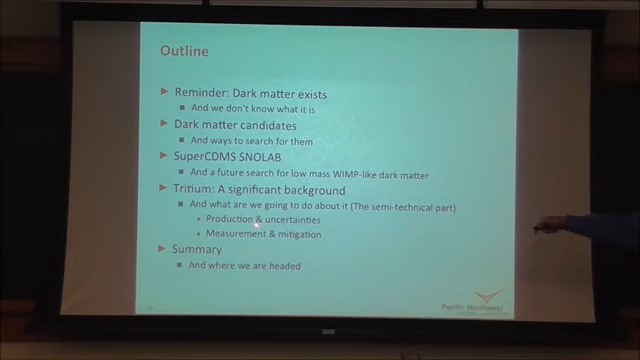 Outline
Reminder: Dark matter exists
And we don't know what it is
Dark matter candidates
And ways to search for them
SuperCDMS SNOLAB
And a future search for low mass WIMP-like dark matter
Tritium: A significant background
And what are we going to do about it (The semi-technical part)
Production & uncertainties
Measurement & mitigation
Summary
And where we are headed
Pacific Northwest